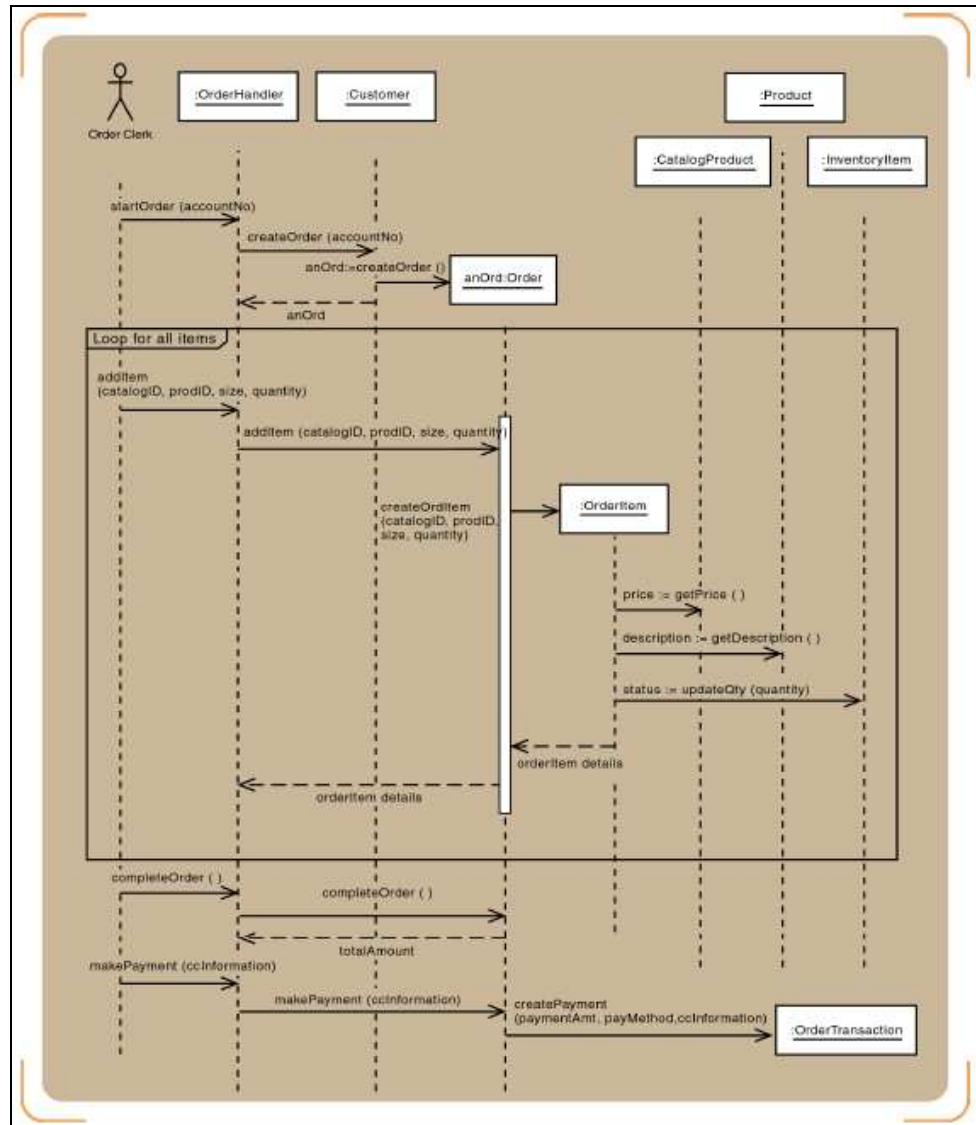 :OrderHandler
:Customer
:Product
Order Clerk
:CatalogProduct
:InventoryItem
startOrder (accountNo)
createOrder (accountNo)
anOrd:=createOrder ()
anOrd:Order
anOrd
Loop for all items
addItem
(catalogID, prodID, size, quantity)
addItem (catalogID, prodID, size, quantity)
createOrdItem
(catalogID, prodID,
size, quantity)
:OrderItem
price := getPrice ( )
description := getDescription ( )
status := updateQty (quantity)
orderItem details
orderItem details
completeOrder ( )
completeOrder ( )
totalAmount
makePayment (ccInformation)
makePayment (ccInformation)
createPayment
(paymentAmt, payMethod,ccInformation)
:OrderTransaction